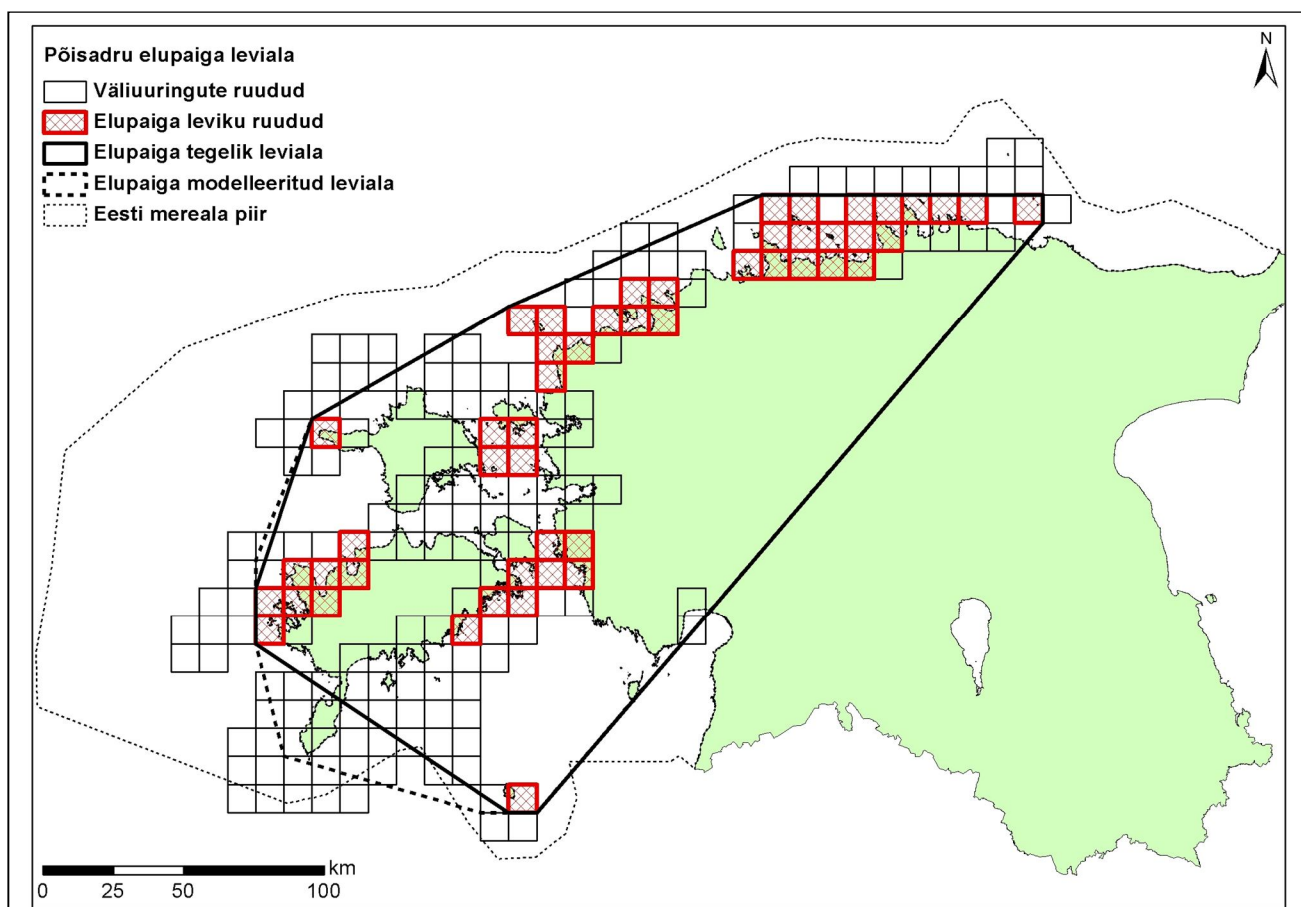 Põisadru elupaiga leviala
Väliuuringute ruudud
Elupaiga leviku ruudud
Elupaiga tegelik leviala
Elupaiga modelleeritud leviala
Eesti mereala piir
N
km
0 25 50 100